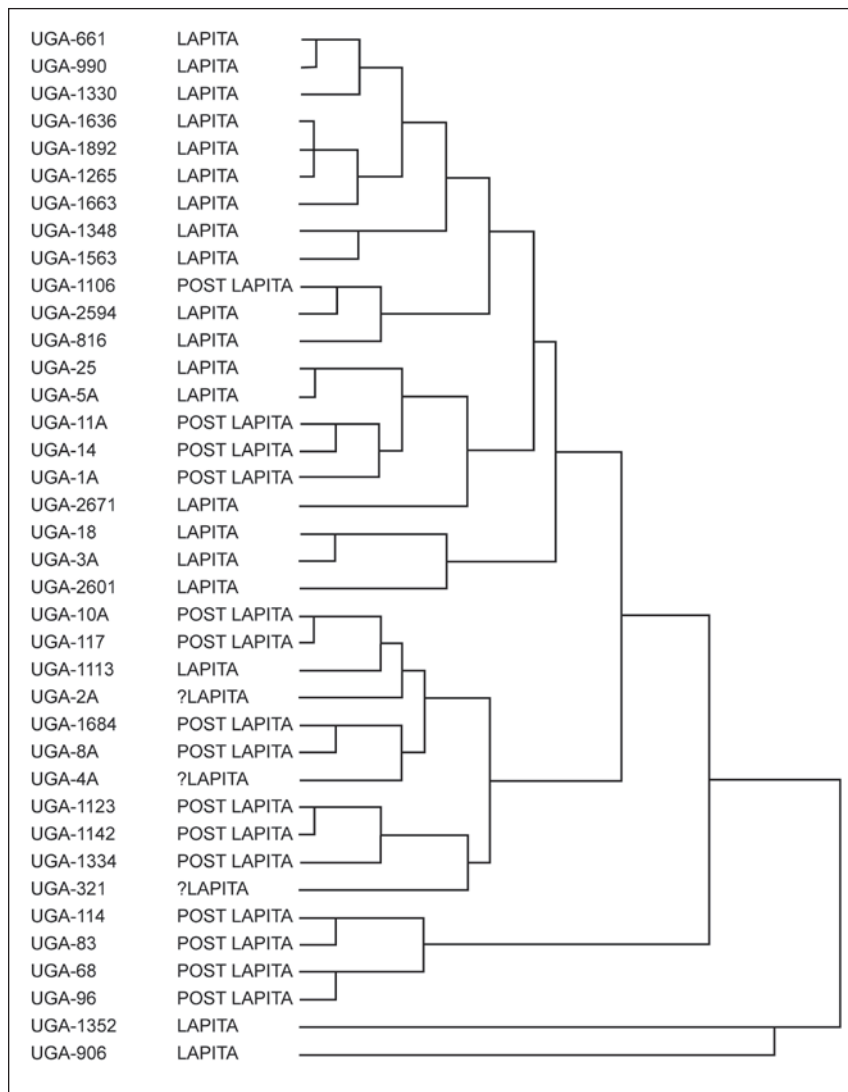 UGA-661 LAPITA
UGA-990 LAPITA
UGA-1330 LAPITA
UGA-1636 LAPITA
UGA-1892 LAPITA
UGA-1265 LAPITA
UGA-1663 LAPITA
UGA-1348 LAPITA
UGA-1563 LAPITA
UGA-1106 POST LAPITA
UGA-2594 LAPITA
UGA-816 LAPITA
UGA-25 LAPITA
UGA-5A LAPITA
UGA-11A POST LAPITA
UGA-14 POST LAPITA
UGA-1A POST LAPITA
UGA-2671 LAPITA
UGA-18 LAPITA
UGA-3A LAPITA
UGA-2601 LAPITA
UGA-10A POST LAPITA
UGA-117 POST LAPITA
UGA-1113 LAPITA
UGA-2A ?LAPITA
UGA-1684 POST LAPITA
UGA-8A POST LAPITA
UGA-4A ?LAPITA
UGA-1123 POST LAPITA
UGA-1142 POST LAPITA
UGA-1334 POST LAPITA
UGA-321 ?LAPITA
UGA-114 POST LAPITA
UGA-83 POST LAPITA
UGA-68 POST LAPITA
UGA-96 POST LAPITA
UGA-1352 LAPITA
UGA-906 LAPITA